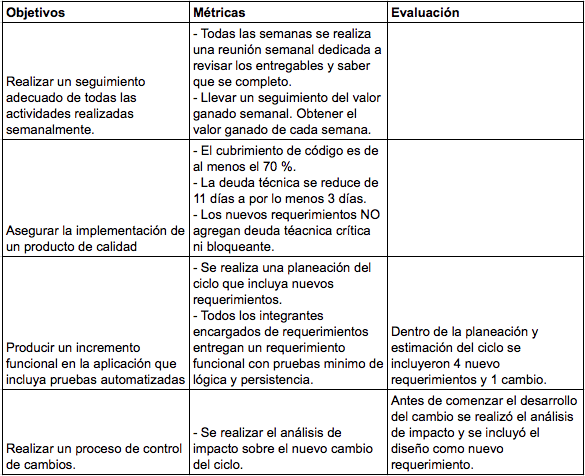 Objetivos
Métricas
Evaluación
Realizar un seguimiento
adecuado de todas las
actividades realizadas
semanalmente.
- Todas las semanas se realiza
una reunión semanal dedicada a
revisar los entregables y saber
que se completo.
- Llevar un seguimiento del valor
ganado semanal. Obtener el
valor ganado de cada semana.
Asegurar la implementación de
un producto de calidad
- El cubrimiento de código es de
al menos el 70 %.
- La deuda técnica se reduce de
11 días a por lo menos 3 días.
- Los nuevos requerimientos NO
agregan deuda téacnica crítica
ni bloqueante.
Producir un incremento
funcional en la aplicación que
incluya pruebas automatizadas
- Se realiza una planeación del
ciclo que incluya nuevos
requerimientos.
- Todos los integrantes
encargados de requerimientos
entregan un requerimiento
funcional con pruebas minimo de
lógica y persistencia.
Dentro de la planeación y
estimación del ciclo se
incluyeron 4 nuevo
requerimientos y 1 cambio.
Realizar un proceso de control
de cambios.
- Se realizar el análisis de
impacto sobre el nuevo cambio
del ciclo.
Antes de comenzar el desarrollo
del cambio se realizó el análisis
de impacto y se incluyó el
diseño como nuevo
requerimiento.